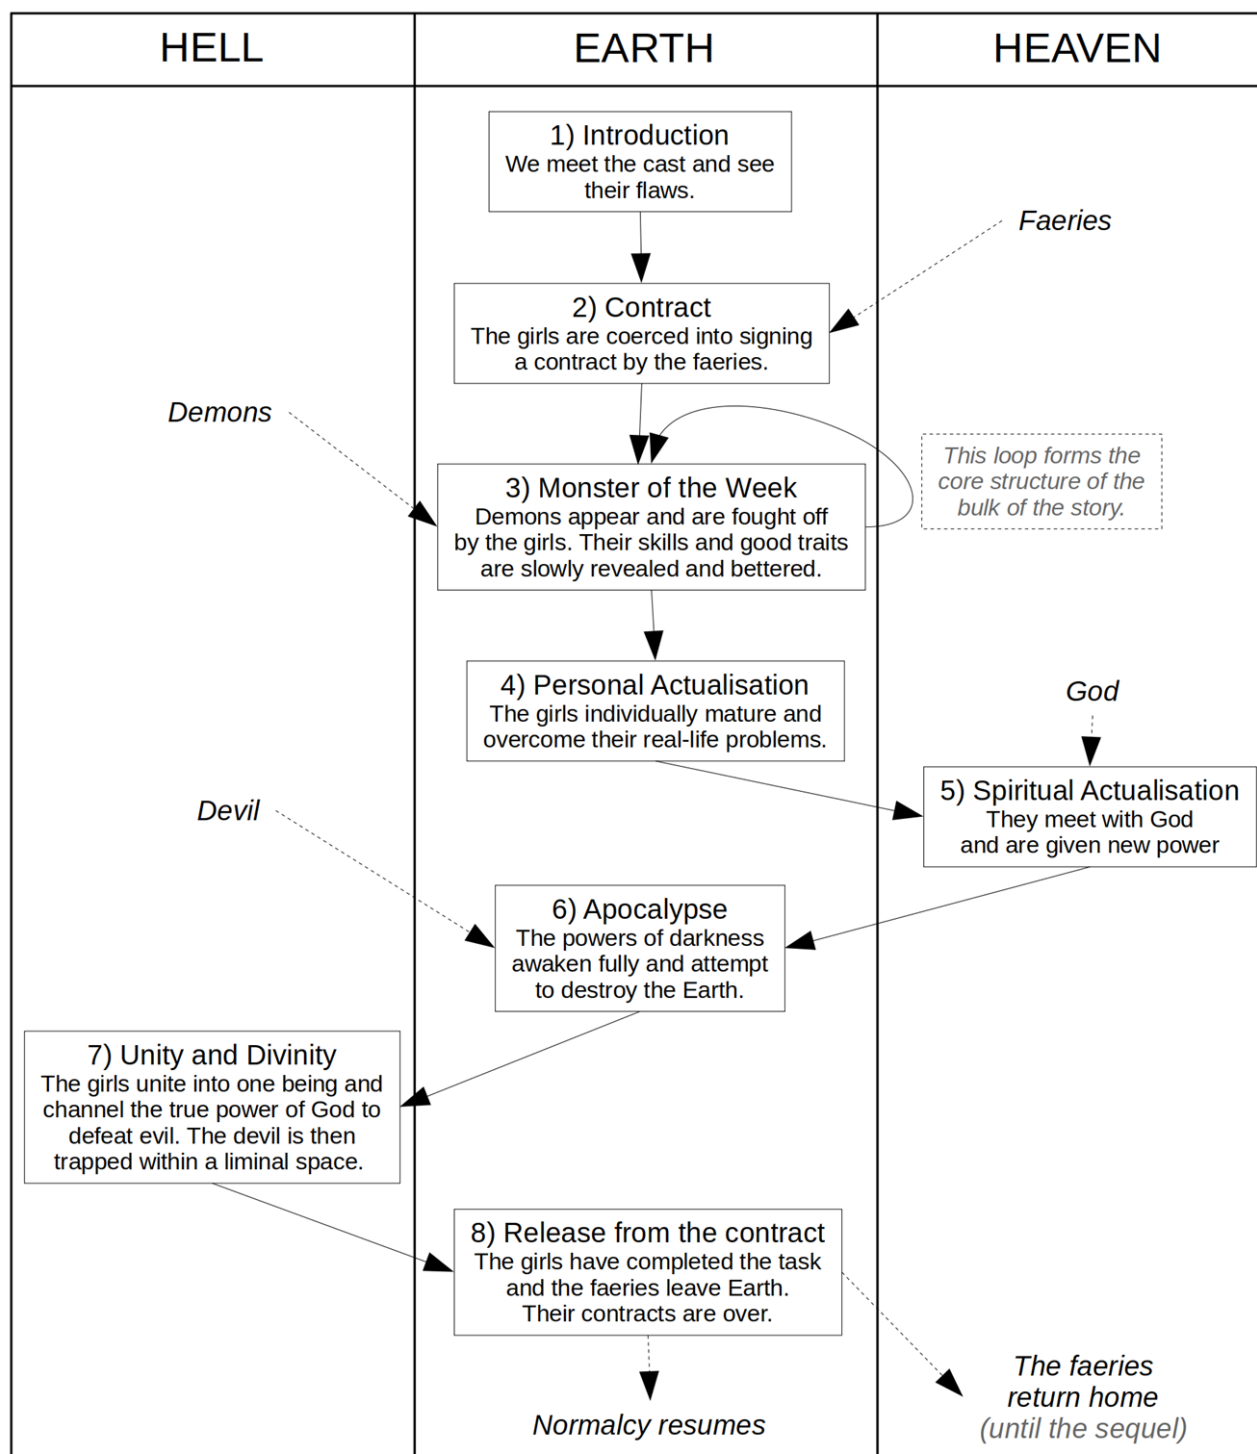 HELL
EARTH
HEAVEN
1) Introduction
We meet the cast and see
their flaws.
Faeries
2) Contract
The girls are coerced into signing
a contract by the faeries.
Demons
This loop forms the
core structure of the
bulk of the story.
3) Monster of the Week
Demons appear and are fought off
by the girls. Their skills and good traits
are slowly revealed and bettered.
4) Personal Actualisation
The girls individually mature and
overcome their real-life problems.
God
5) Spiritual Actualisation
They meet with God
and are given new power
Devil
6) Apocalypse
The powers of darkness
awaken fully and attempt
to destroy the Earth.
7) Unity and Divinity
The girls unite into one being and
channel the true power of God to
defeat evil. The devil is then
trapped within a liminal space.
8) Release from the contract
The girls have completed the task
and the faeries leave Earth.
Their contracts are over.
Normalcy resumes
The faeries
return home
(until the sequel)